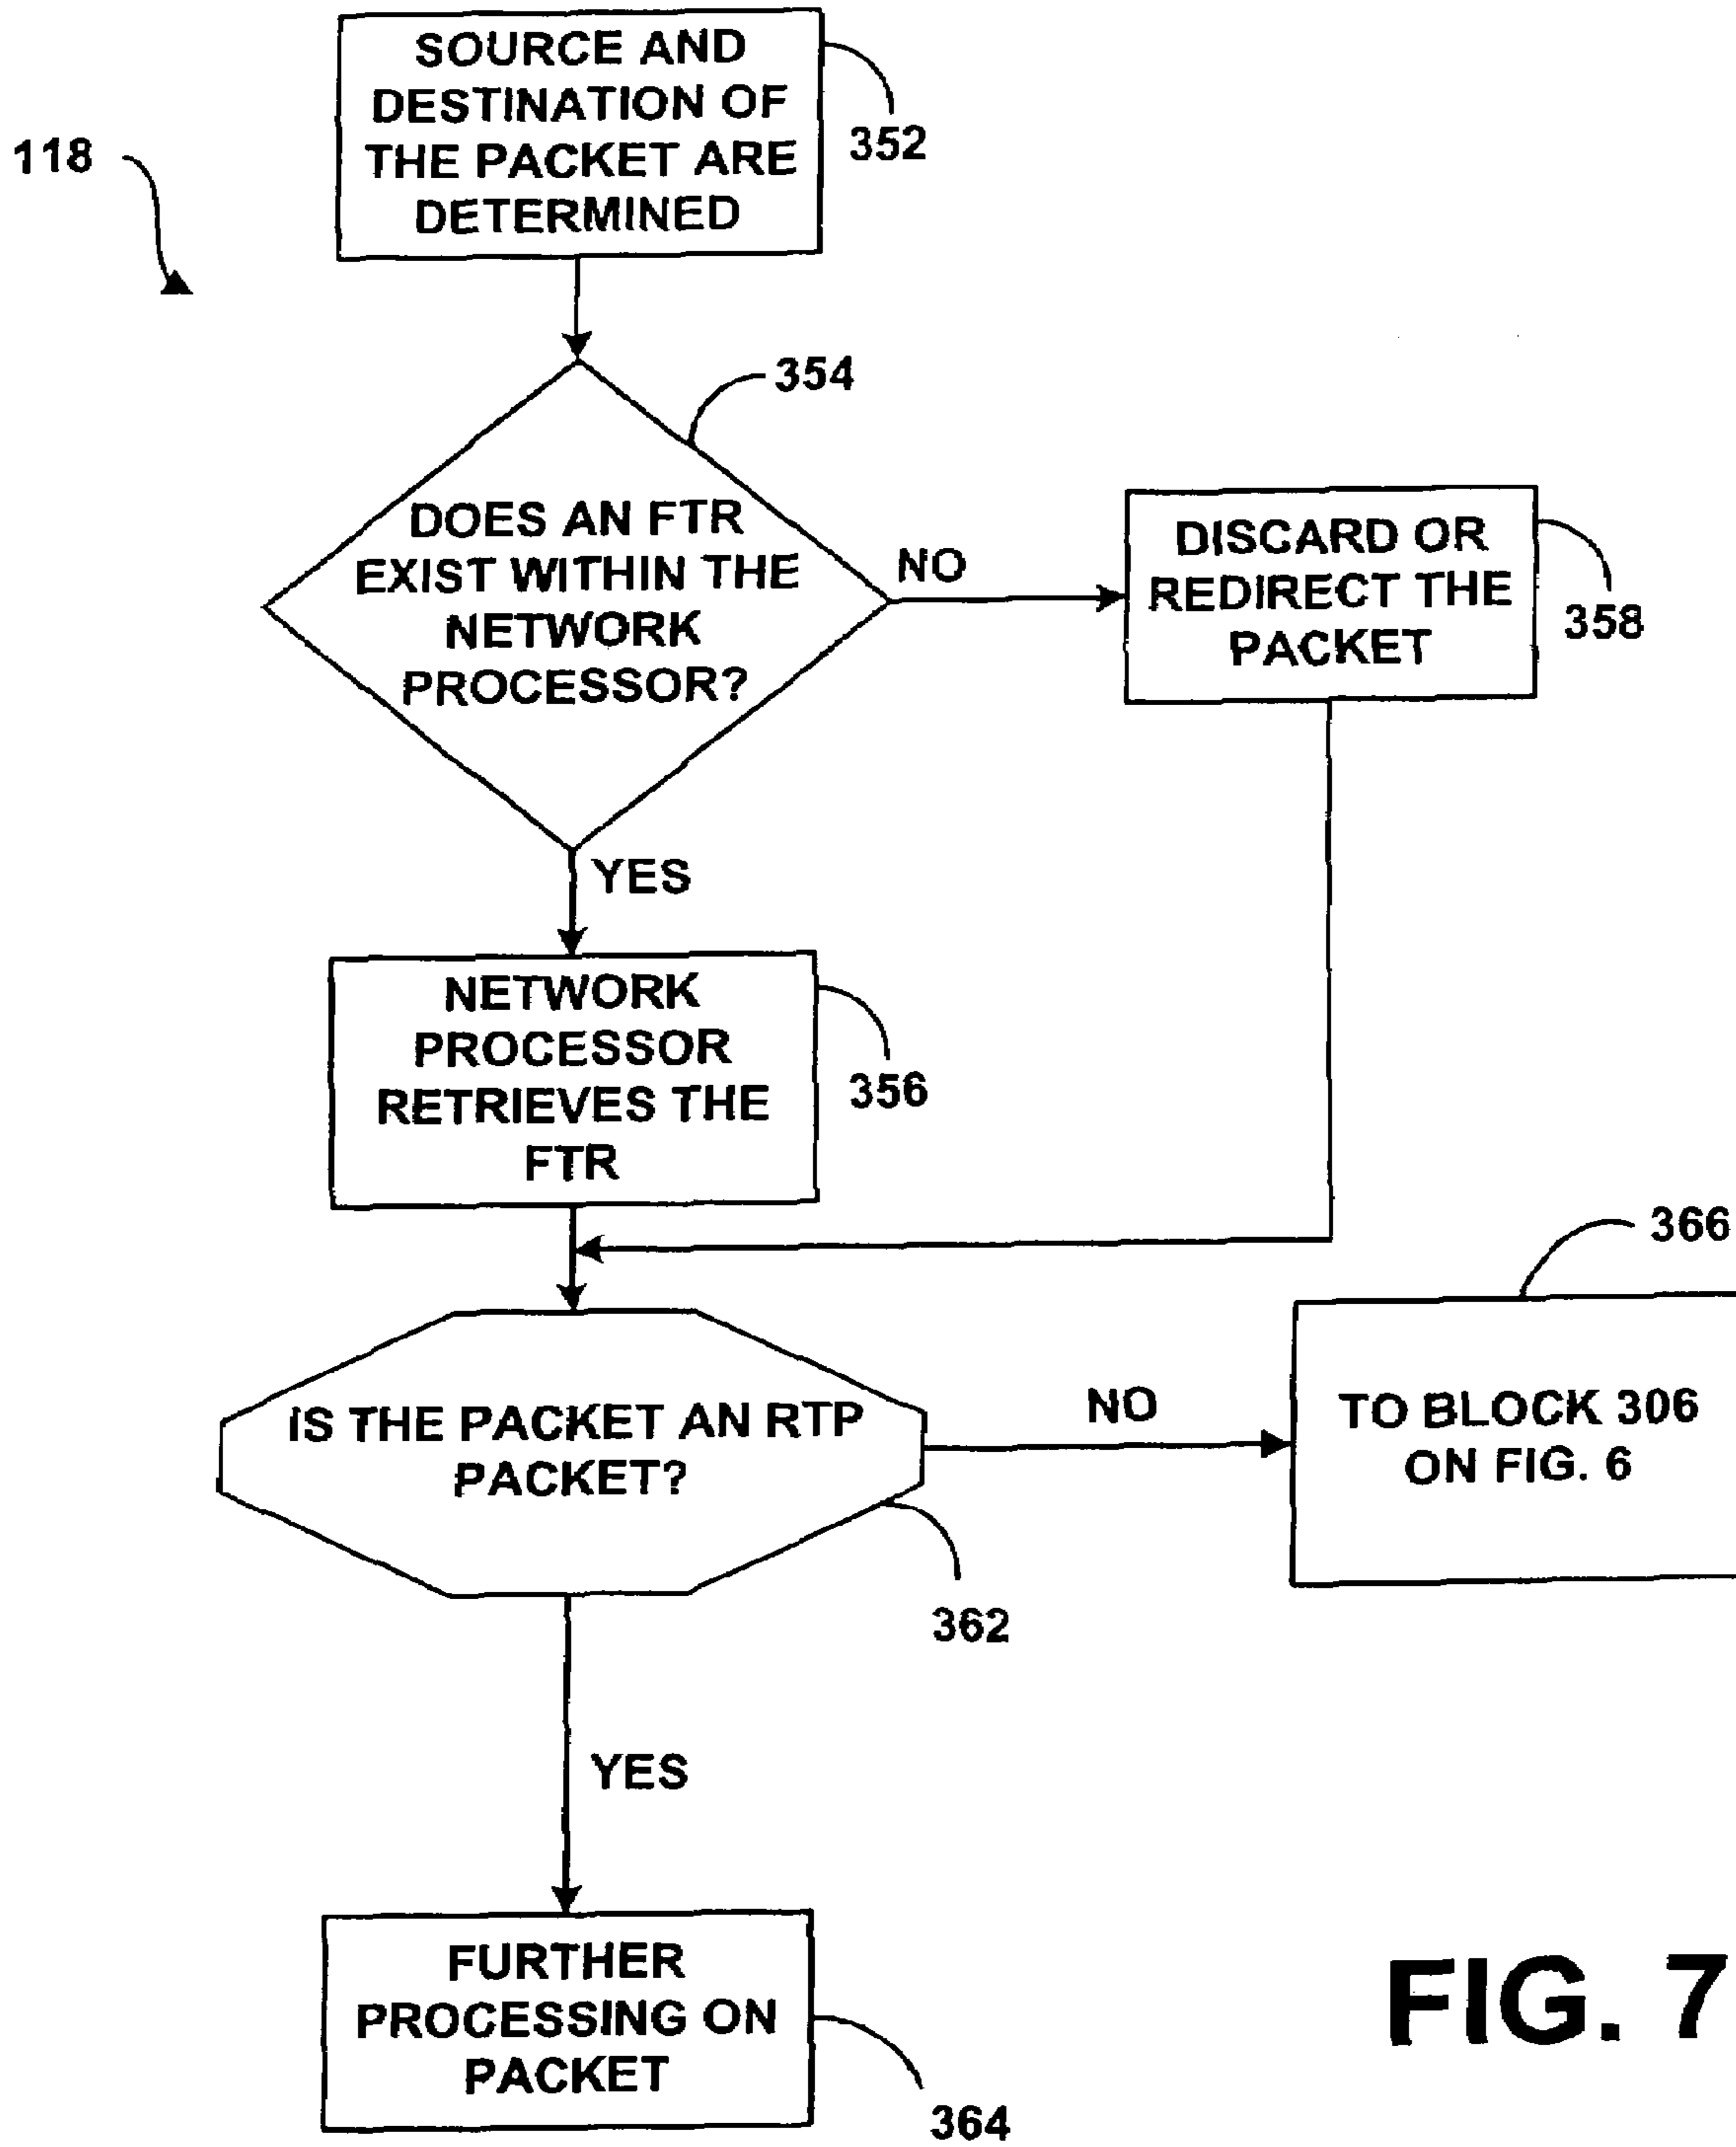 SOURCE AND
DESTINATION OF
THE PACKET ARE
DETERMINED
352
118
354
DOES AN FTR
EXIST WITHIN THE
NETWORK
PROCESSOR?
NO
DISCARD OR
REDIRECT THE
PACKET
358
YES
NETWORK
PROCESSOR
RETRIEVES THE
FTR
356
366
IS THE PACKET AN RTP
PACKET?
NO
TO BLOCK 306
ON FIG. 6
362
YES
FURTHER
PROCESSING ON
PACKET
364
FIG. 7